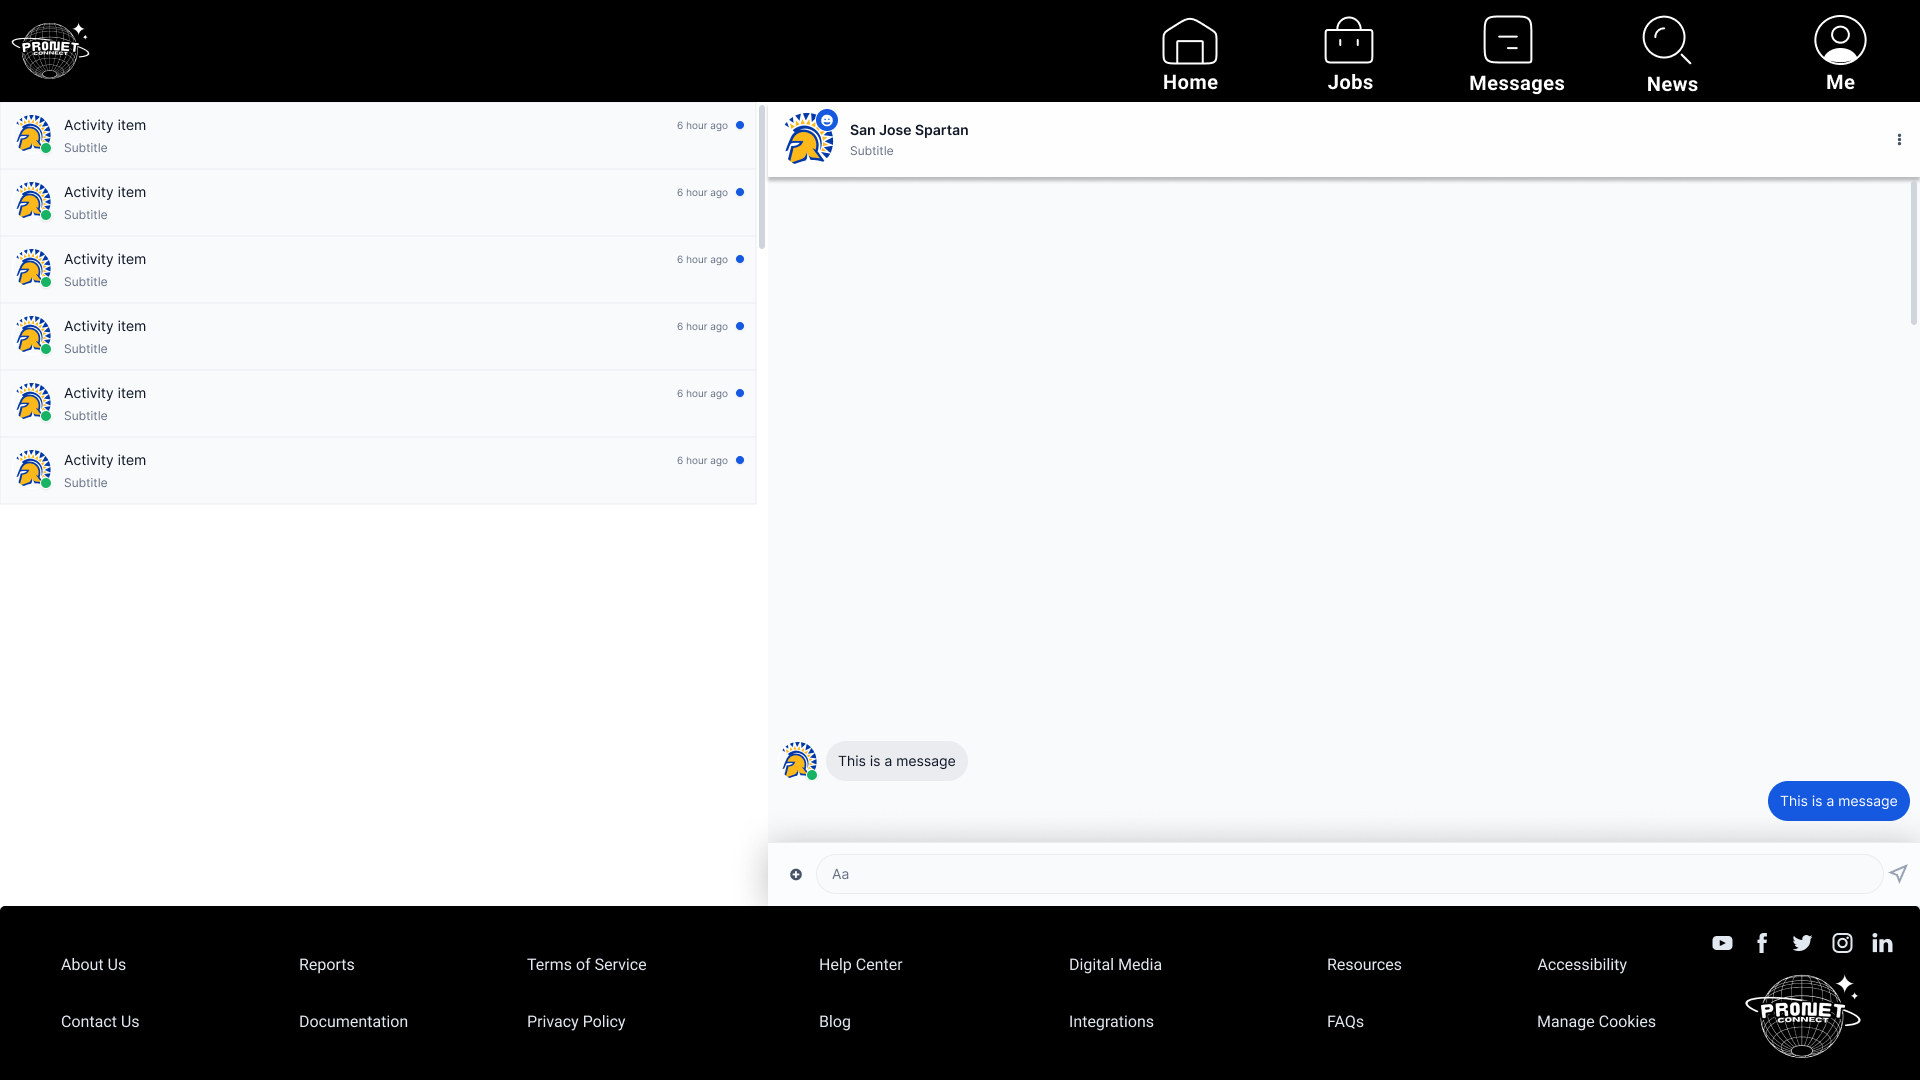 PRONET
CONNECT
Home
Jobs
Messages
News
Me
Activity item
6 hour ago
Subtitle
Activity item
6 hour ago
Subtitle
Activity item
6 hour ago
Subtitle
Activity item
6 hour ago
Subtitle
Activity item
6 hour ago
Subtitle
Activity item
6 hour ago
Subtitle
San Jose Spartan
Subtitle
This is a message
This is a message
Aa
About Us
Reports
Terms of Service
Help Center
Digital Media
Resources
Accessibility
Contact Us
Documentation
Privacy Policy
Blog
Integrations
FAQs
Manage Cookies
PRONET
CONNECT